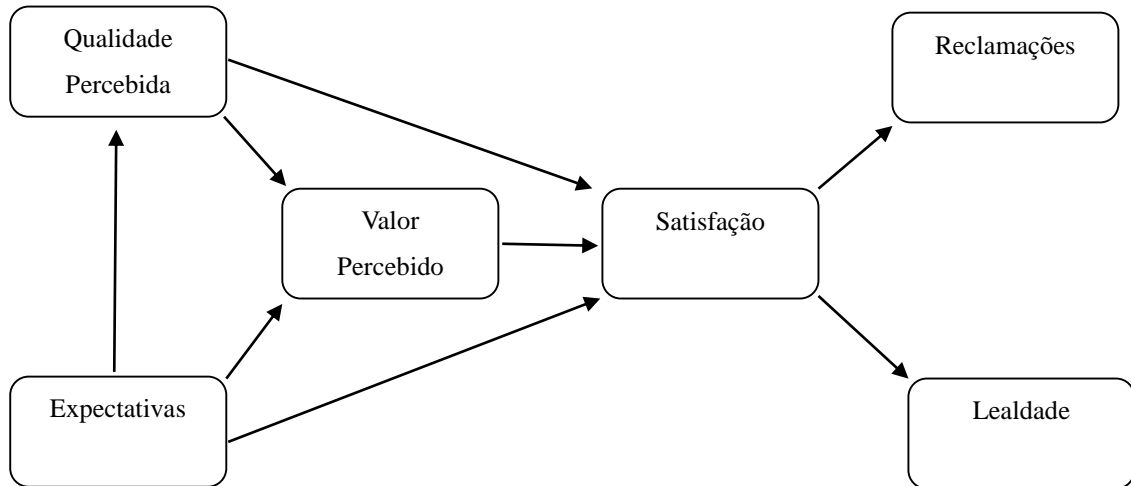 Qualidade
Percebida
Reclamações
Valor
Percebido
Satisfação
Expectativas
Lealdade